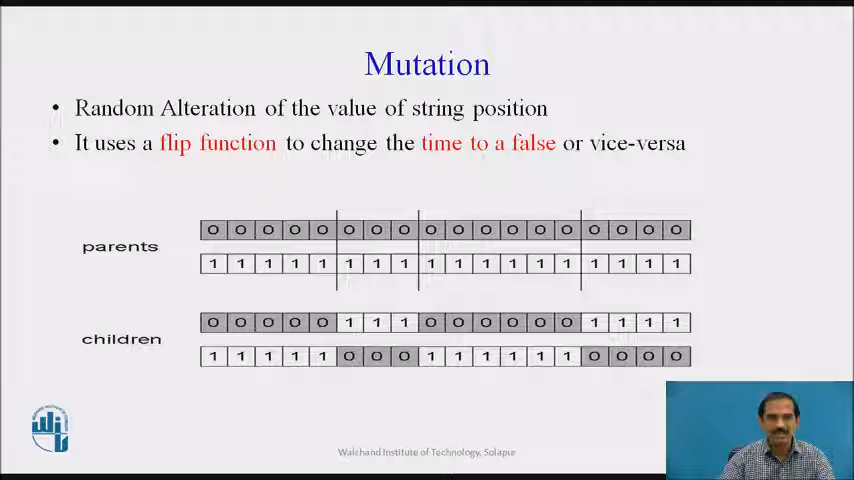 Mutation
• Random Alteration of the value of string position
• It uses a flip function to change the time to a false or vice-versa
parents
0 0 0 0 0 0 0 0 0 0 0 0 0 0 0 0 0 0
1 1 1 1 1 1 1 1 1 1 1 1 1 1 1 1 1 1
children
0 0 0 0 0 1 1 1 0 0 0 0 0 0 1 1 1 1
1 1 1 1 1 0 0 0 1 1 1 1 1 1 0 0 0 0
Walchand Institute of Technology, Solapur